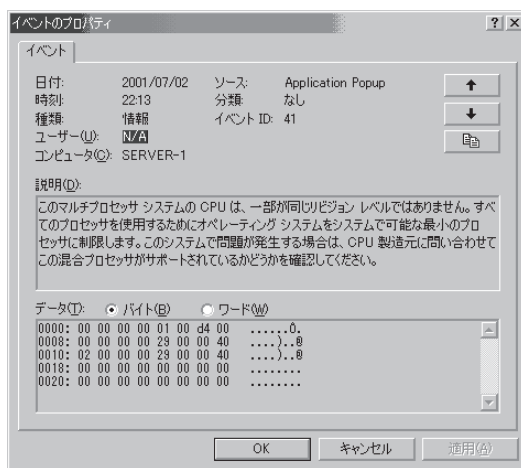 イベントのプロパティ
イベント
日付: 2001/07/02 ソース: Application Popup
時刻: 22:13 分類: なし
種類: 情報 イベント ID: 41
ユーザー(U): N/A
コンピュータ(C): SERVER-1
説明(D):
このマルチプロセッサ システムの CPU は、一部が同じリビジョン レベルではありません。すべ
てのプロセッサを使用するためにオペレーティング システムをシステムで可能な最小のプロ
セッサに制限します。このシステムで問題が発生する場合は、CPU 製造元に問い合わせて
この混合プロセッサがサポートされているかどうかを確認してください。
データ(T): バイト(B) ワード(W)
0000: 00 00 00 00 01 00 d4 00 ......Ô.
0008: 00 00 00 00 29 00 00 40 ....)..@
0010: 02 00 00 00 29 00 00 40 ....)..@
0018: 00 00 00 00 00 00 00 00 ........
0020: 00 00 00 00 00 00 00 00 ........
OK キャンセル 適用(A)